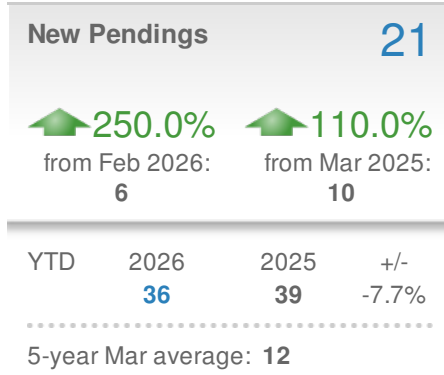 New Pendings 21
250.0% 110.0%
from Feb 2026: from Mar 2025:
6 10
YTD 2026 2025 +/-
36 39 -7.7%
5-year Mar average: 12